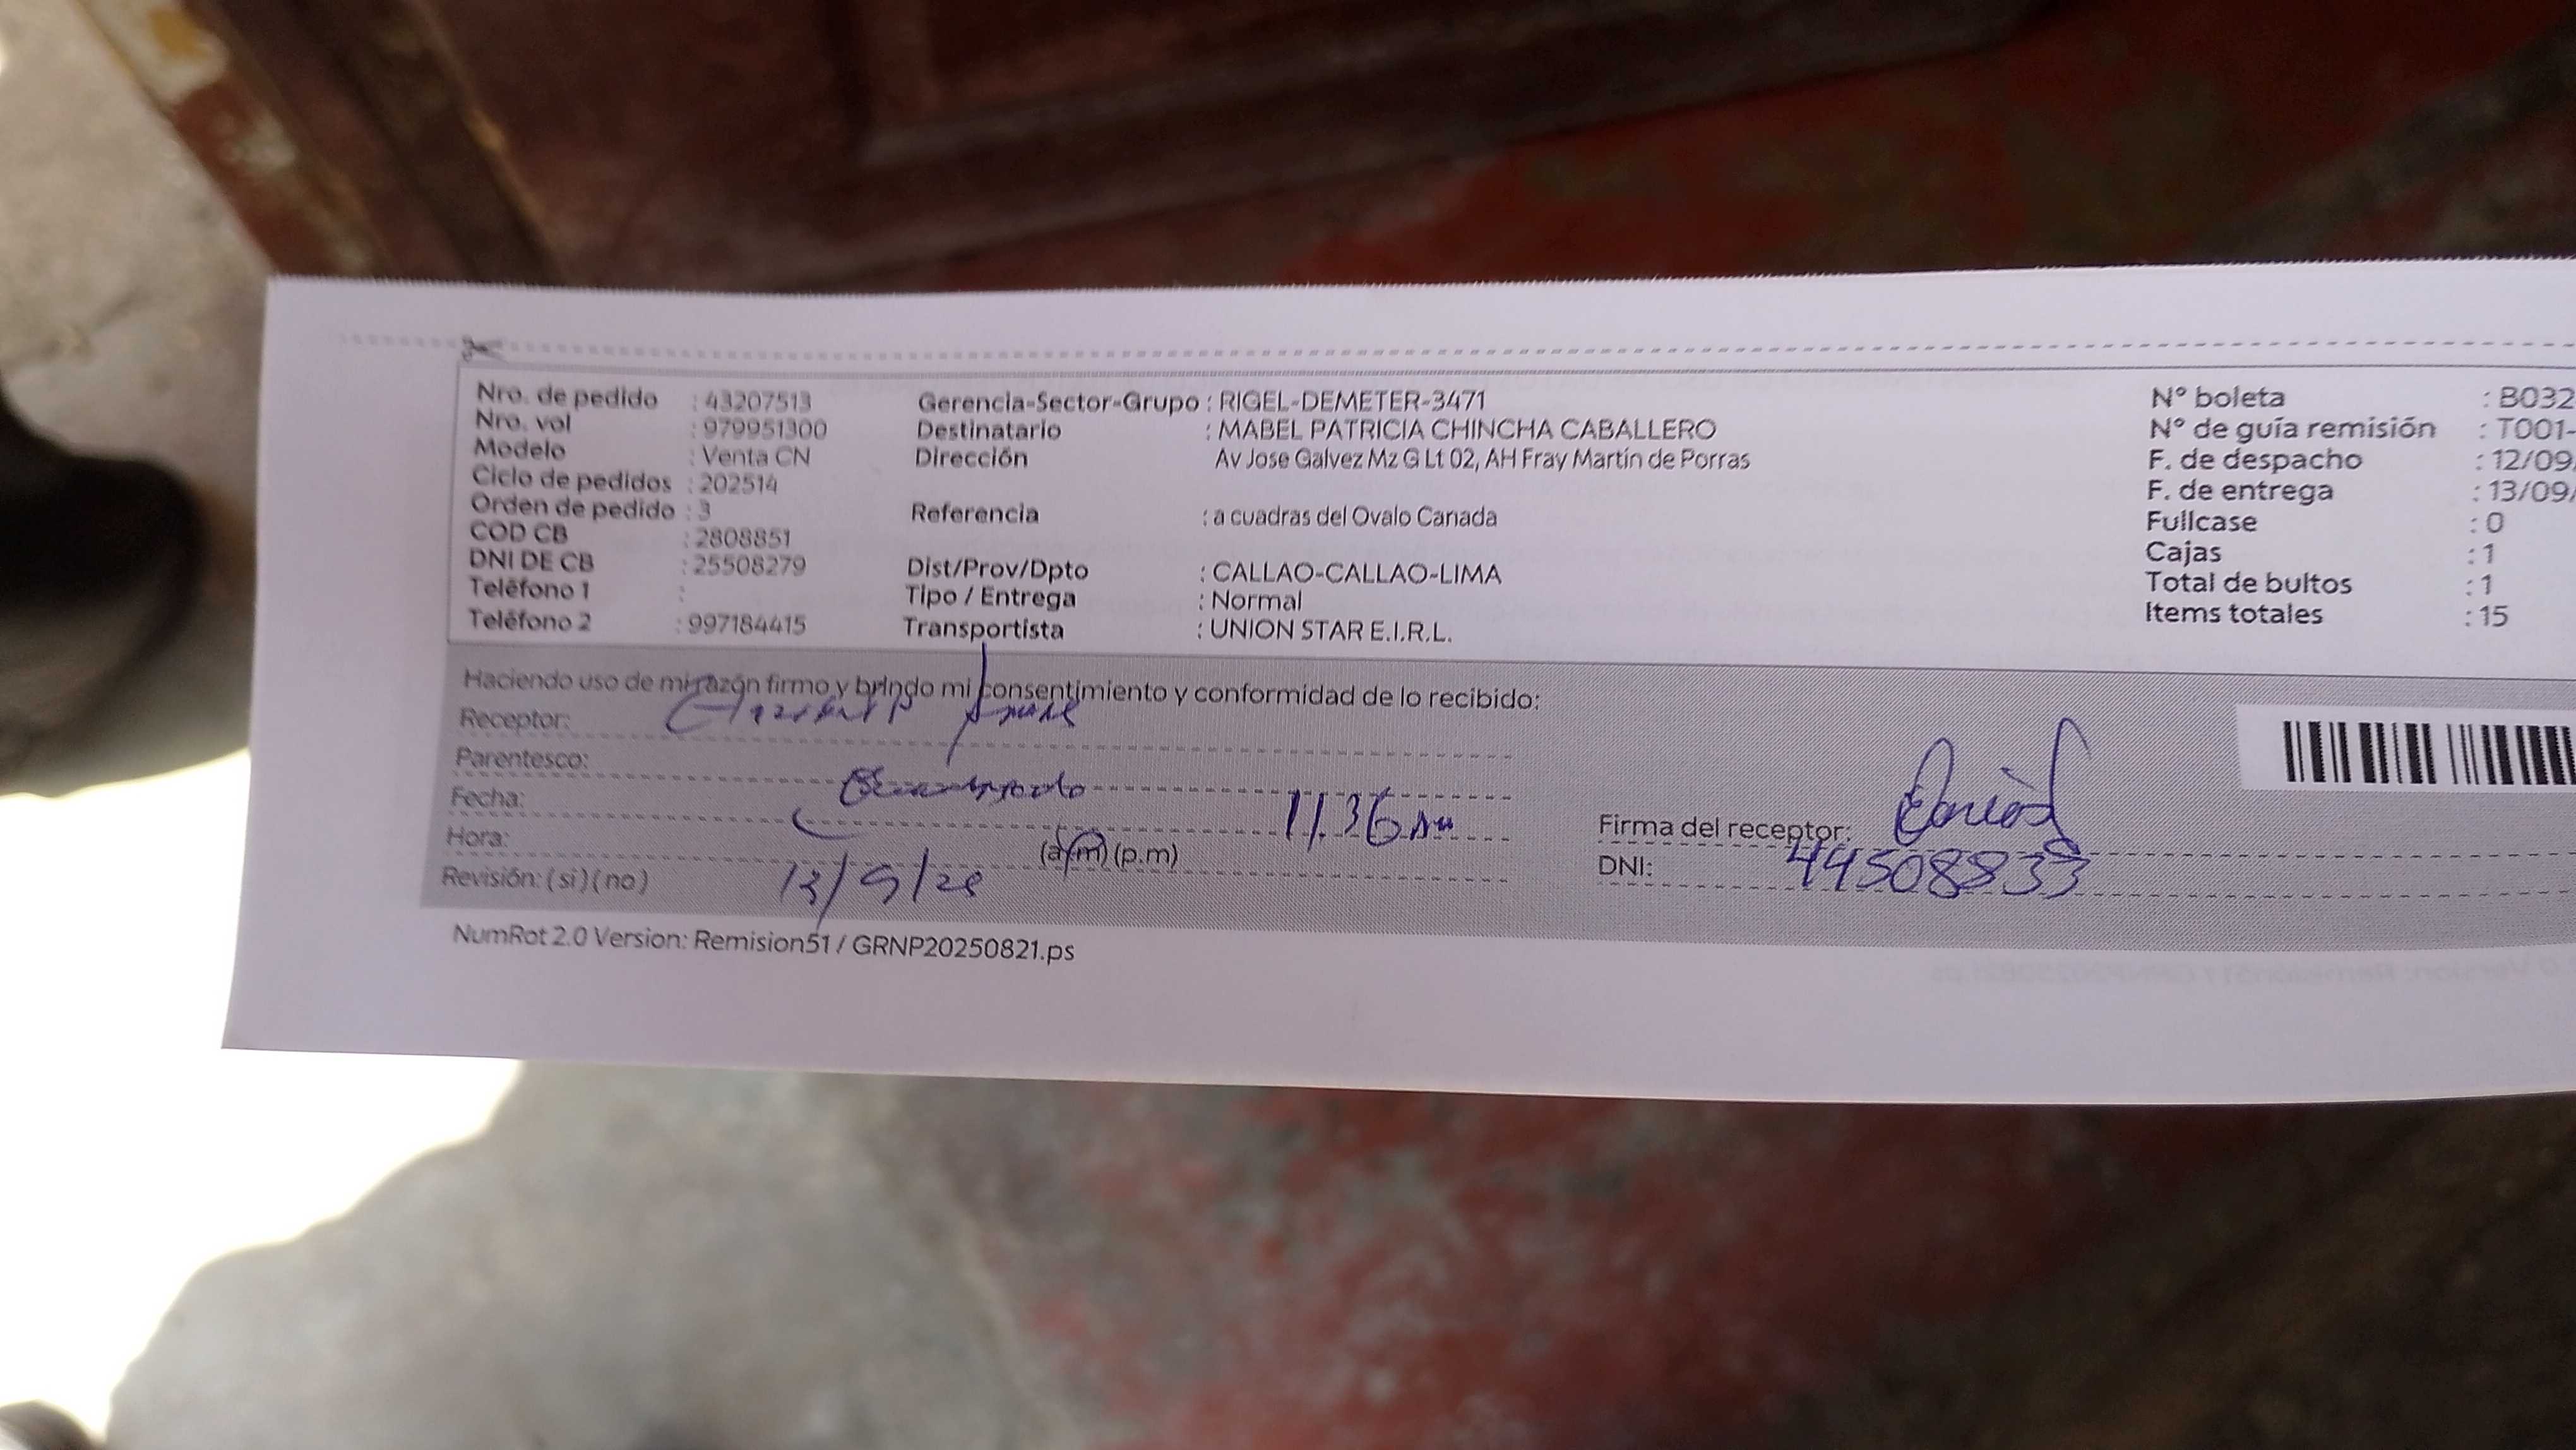 Nro. de pedido : 43207513 Gerencia-Sector-Grupo : RIGEL-DEMETER-3471 N° boleta : B032
Nro. vol : 979951300 Destinatario : MABEL PATRICIA CHINCHA CABALLERO N° de guía remisión : T001-
Modelo : Venta CN Dirección Av Jose Galvez Mz G Lt 02, AH Fray Martin de Porras F. de despacho : 12/09/
Ciclo de pedidos : 202514 F. de entrega : 13/09/
Orden de pedido : 3 Referencia : a cuadras del Ovalo Canada Fullcase : 0
COD CB : 2808851 Cajas : 1
DNI DE CB : 25508279 Dist/Prov/Dpto : CALLAO-CALLAO-LIMA Total de bultos : 1
Teléfono 1 : Tipo / Entrega : Normal Items totales : 15
Teléfono 2 : 997184415 Transportista : UNION STAR E.I.R.L.
Haciendo uso de mi razón firmo y brindo mi consentimiento y conformidad de lo recibido:
Receptor:
Parentesco:
Fecha: 11.36 am
Firma del receptor:
Hora: (a.m) (p.m)
DNI: 44508833
Revisión: (si) (no) 13/9/25
NumRot 2.0 Version: Remision51 / GRNP20250821.ps